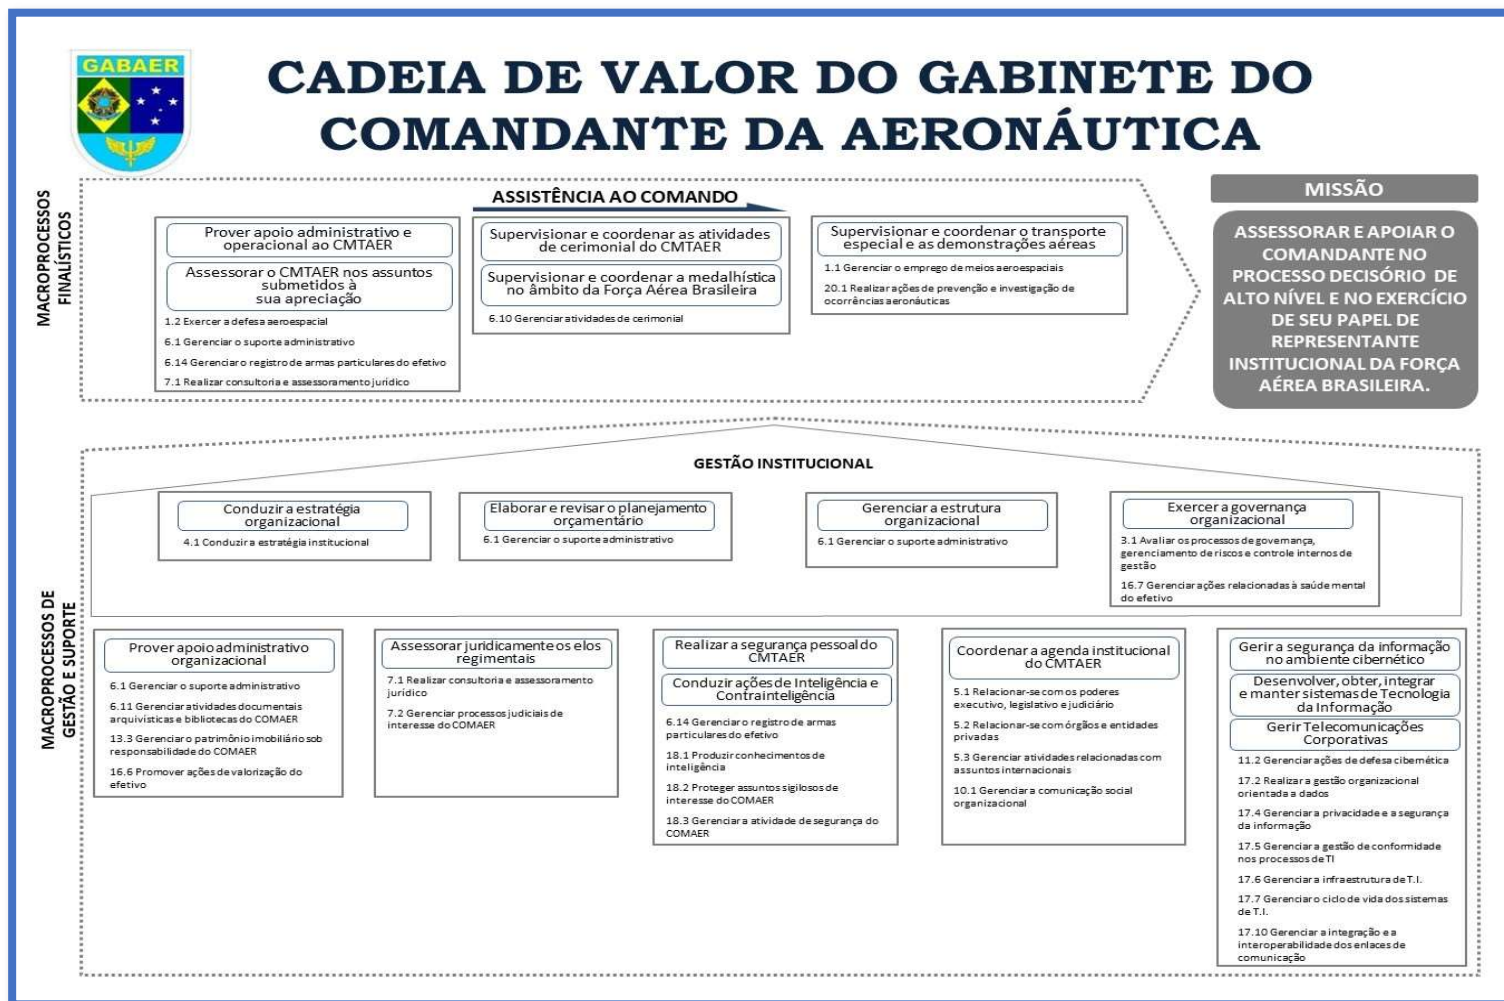 GABAER
CADEIA DE VALOR DO GABINETE DO
COMANDANTE DA AERONÁUTICA
MACROPROCESSOS
FINALÍSTICOS
ASSISTÊNCIA AO COMANDO
Prover apoio administrativo e
operacional ao CMTAER
Assessorar o CMTAER nos assuntos
submetidos à
sua apreciação
1.2 Exercer a defesa aeroespacial
6.1 Gerenciar o suporte administrativo
6.14 Gerenciar o registro de armas particulares do efetivo
7.1 Realizar consultoria e assessoramento jurídico
Supervisionar e coordenar as atividades
de cerimonial do CMTAER
Supervisionar e coordenar a medalhística
no âmbito da Força Aérea Brasileira
6.10 Gerenciar atividades de cerimonial
Supervisionar e coordenar o transporte
especial e as demonstrações aéreas
1.1 Gerenciar o emprego de meios aeroespaciais
20.1 Realizar ações de prevenção e investigação de
ocorrências aeronáuticas
MISSÃO
ASSESSORAR E APOIAR O
COMANDANTE NO
PROCESSO DECISÓRIO DE
ALTO NÍVEL E NO EXERCÍCIO
DE SEU PAPEL DE
REPRESENTANTE
INSTITUCIONAL DA FORÇA
AÉREA BRASILEIRA.
MACROPROCESSOS DE
GESTÃO E SUPORTE
GESTÃO INSTITUCIONAL
Conduzir a estratégia
organizacional
4.1 Conduzir a estratégia institucional
Elaborar e revisar o planejamento
orçamentário
6.1 Gerenciar o suporte administrativo
Gerenciar a estrutura
organizacional
6.1 Gerenciar o suporte administrativo
Exercer a governança
organizacional
3.1 Avaliar os processos de governança,
gerenciamento de riscos e controle internos de
gestão
16.7 Gerenciar ações relacionadas à saúde mental
do efetivo
Prover apoio administrativo
organizacional
6.1 Gerenciar o suporte administrativo
6.11 Gerenciar atividades documentais
arquivísticas e bibliotecas do COMAER
13.3 Gerenciar o patrimônio imobiliário sob
responsabilidade do COMAER
16.6 Promover ações de valorização do
efetivo
Assessorar juridicamente os elos
regimentais
7.1 Realizar consultoria e assessoramento
jurídico
7.2 Gerenciar processos judiciais de
interesse do COMAER
Realizar a segurança pessoal do
CMTAER
Conduzir ações de Inteligência e
Contrainteligência
6.14 Gerenciar o registro de armas
particulares do efetivo
18.1 Produzir conhecimentos de
inteligência
18.2 Proteger assuntos sigilosos de
interesse do COMAER
18.3 Gerenciar a atividade de segurança do
COMAER
Coordenar a agenda institucional
do CMTAER
5.1 Relacionar-se com os poderes
executivo, legislativo e judiciário
5.2 Relacionar-se com órgãos e entidades
privadas
5.3 Gerenciar atividades relacionadas com
assuntos internacionais
10.1 Gerenciar a comunicação social
organizacional
Gerir a segurança da informação
no ambiente cibernético
Desenvolver, obter, integrar
e manter sistemas de Tecnologia
da Informação
Gerir Telecomunicações
Corporativas
11.2 Gerenciar ações de defesa cibernética
17.2 Realizar a gestão organizacional
orientada a dados
17.4 Gerenciar a privacidade e a segurança
da informação
17.5 Gerenciar a gestão de conformidade
nos processos de TI
17.6 Gerenciar a infraestrutura de T.I.
17.7 Gerenciar o ciclo de vida dos sistemas
de T.I.
17.10 Gerenciar a integração e a
interoperabilidade dos enlaces de
comunicação